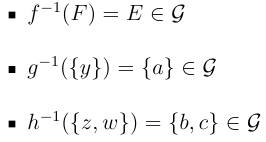 ▪ f⁻¹(F) = E ∈ 𝒢
▪ g⁻¹({y}) = {a} ∈ 𝒢
▪ h⁻¹({z, w}) = {b, c} ∈ 𝒢